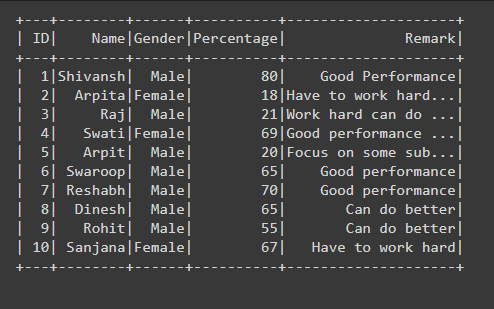 +---+--------+------+----------+--------------------+
| ID|    Name|Gender|Percentage|              Remark|
+---+--------+------+----------+--------------------+
|  1|Shivansh|  Male|        80|    Good Performance|
|  2|  Arpita|Female|        18|Have to work hard...|
|  3|     Raj|  Male|        21|Work hard can do ...|
|  4|   Swati|Female|        69|Good performance ...|
|  5|   Arpit|  Male|        20|Focus on some sub...|
|  6| Swaroop|  Male|        65|    Good performance|
|  7| Reshabh|  Male|        70|    Good performance|
|  8|  Dinesh|  Male|        65|       Can do better|
|  9|   Rohit|  Male|        55|       Can do better|
| 10| Sanjana|Female|        67|   Have to work hard|
+---+--------+------+----------+--------------------+